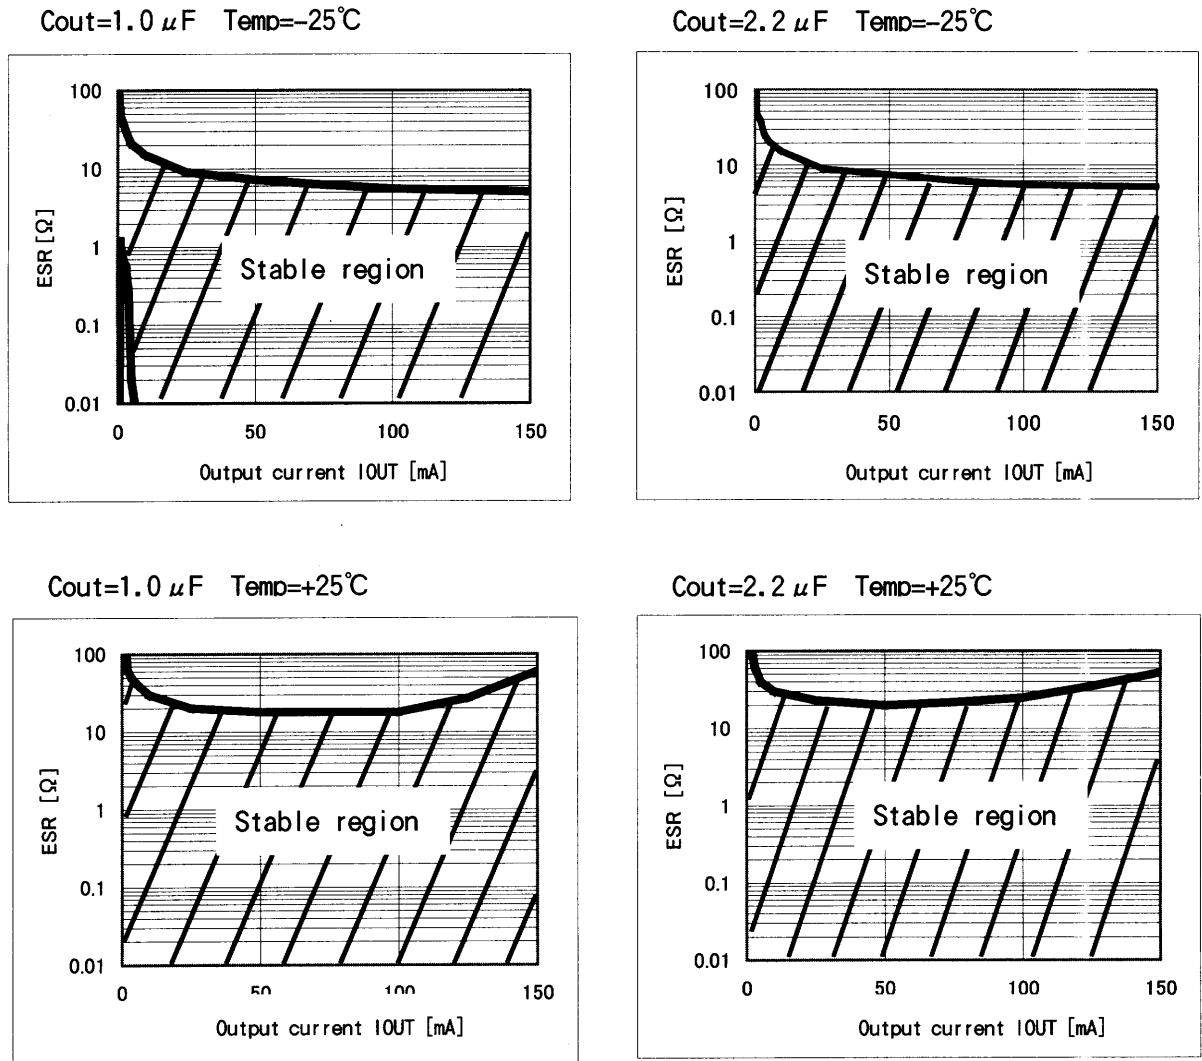 Cout=1.0 μF Temp=-25℃
100
10
1
0.1
0.01
ESR [Ω]
Stable region
0 50 100 150
Output current IOUT [mA]
Cout=2.2 μF Temp=-25℃
100
10
1
0.1
0.01
ESR [Ω]
Stable region
0 50 100 150
Output current IOUT [mA]
Cout=1.0 μF Temp=+25℃
100
10
1
0.1
0.01
ESR [Ω]
Stable region
0 50 100 150
Output current IOUT [mA]
Cout=2.2 μF Temp=+25℃
100
10
1
0.1
0.01
ESR [Ω]
Stable region
0 50 100 150
Output current IOUT [mA]